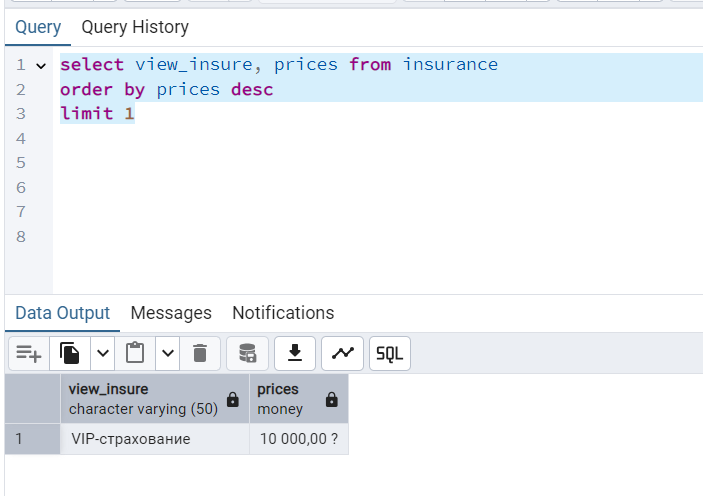 Query Query History
1 select view_insure, prices from insurance
2 order by prices desc
3 limit 1
4
5
6
7
8
Data Output Messages Notifications
SQL
view_insure prices
character varying (50) money
1 VIP-страхование 10 000,00 ?